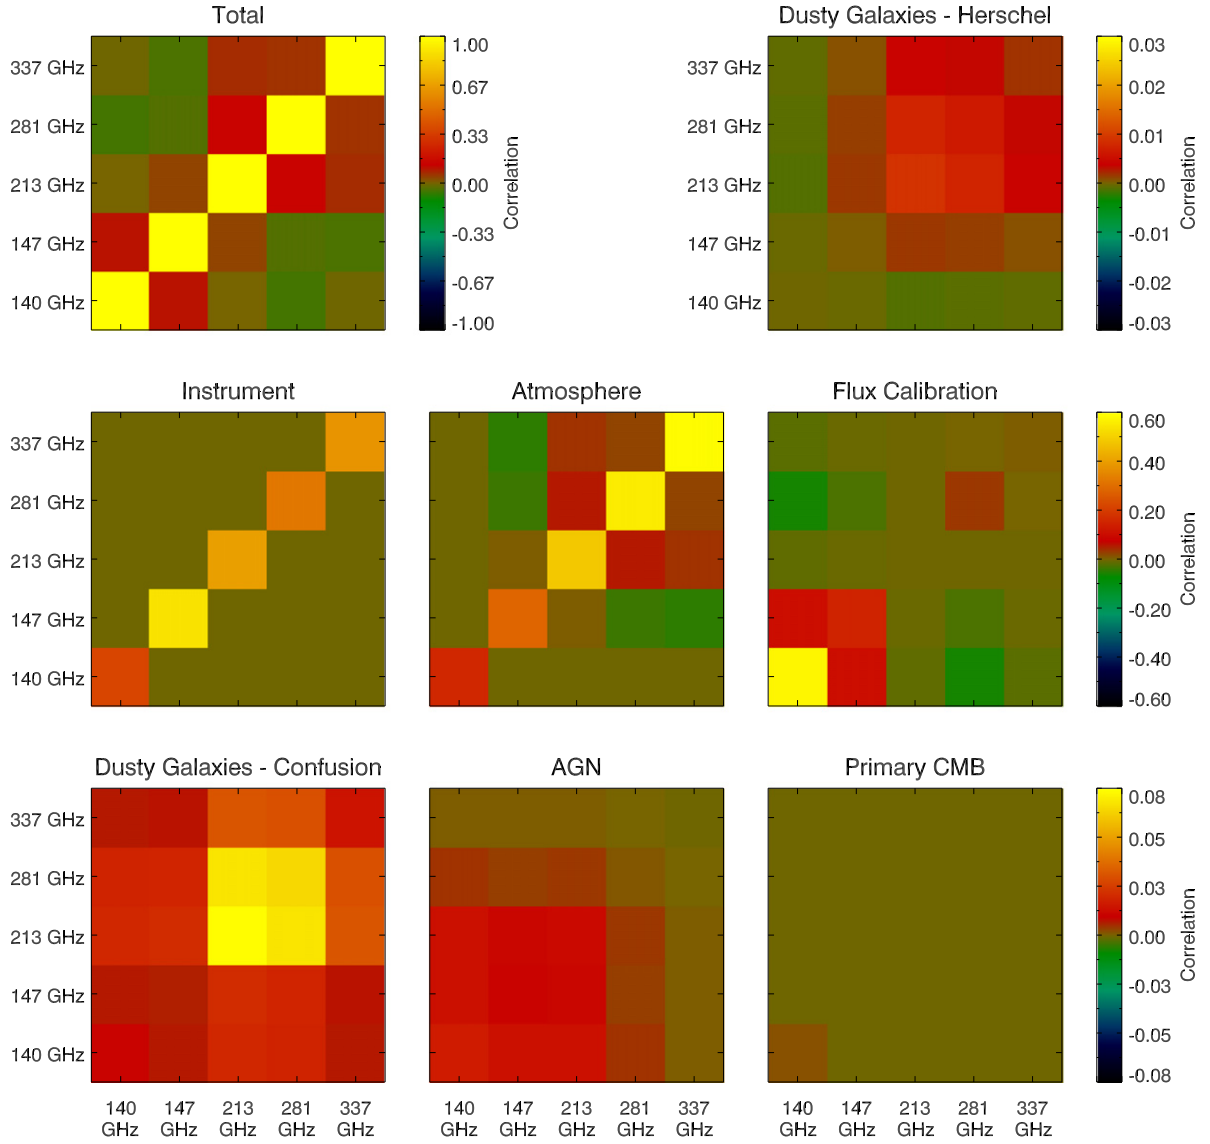 Total
Dusty Galaxies - Herschel
337 GHz
281 GHz
213 GHz
147 GHz
140 GHz
1.00
0.67
0.33
0.00
-0.33
-0.67
-1.00
Correlation
337 GHz
281 GHz
213 GHz
147 GHz
140 GHz
0.03
0.02
0.01
0.00
-0.01
-0.02
-0.03
Correlation
Instrument
Atmosphere
Flux Calibration
337 GHz
281 GHz
213 GHz
147 GHz
140 GHz
0.60
0.40
0.20
0.00
-0.20
-0.40
-0.60
Correlation
Dusty Galaxies - Confusion
AGN
Primary CMB
337 GHz
281 GHz
213 GHz
147 GHz
140 GHz
0.08
0.05
0.03
0.00
-0.03
-0.05
-0.08
Correlation
140 147 213 281 337
GHz GHz GHz GHz GHz
140 147 213 281 337
GHz GHz GHz GHz GHz
140 147 213 281 337
GHz GHz GHz GHz GHz